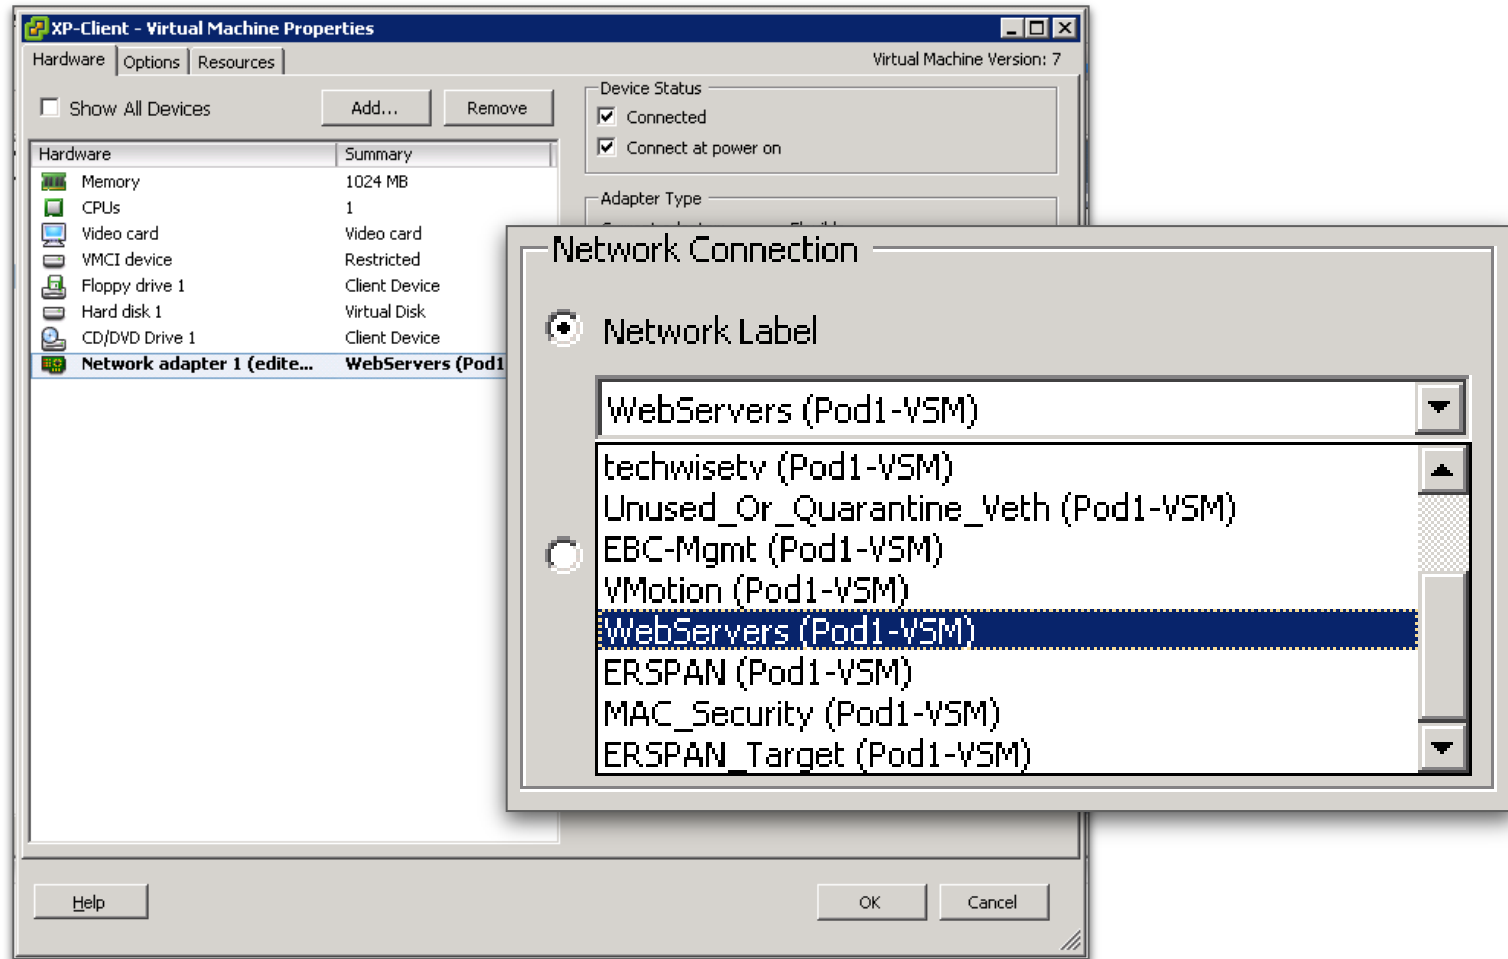 XP-Client - Virtual Machine Properties
Hardware Options Resources
Virtual Machine Version: 7
Show All Devices
Add...
Remove
Hardware Summary
Memory 1024 MB
CPUs 1
Video card Video card
VMCI device Restricted
Floppy drive 1 Client Device
Hard disk 1 Virtual Disk
CD/DVD Drive 1 Client Device
Network adapter 1 (edite... WebServers (Pod1
Device Status
Connected
Connect at power on
Adapter Type
Network Connection
Network Label
WebServers (Pod1-VSM)
techwisetv (Pod1-VSM)
Unused_Or_Quarantine_Veth (Pod1-VSM)
EBC-Mgmt (Pod1-VSM)
VMotion (Pod1-VSM)
WebServers (Pod1-VSM)
ERSPAN (Pod1-VSM)
MAC_Security (Pod1-VSM)
ERSPAN_Target (Pod1-VSM)
Help
OK
Cancel